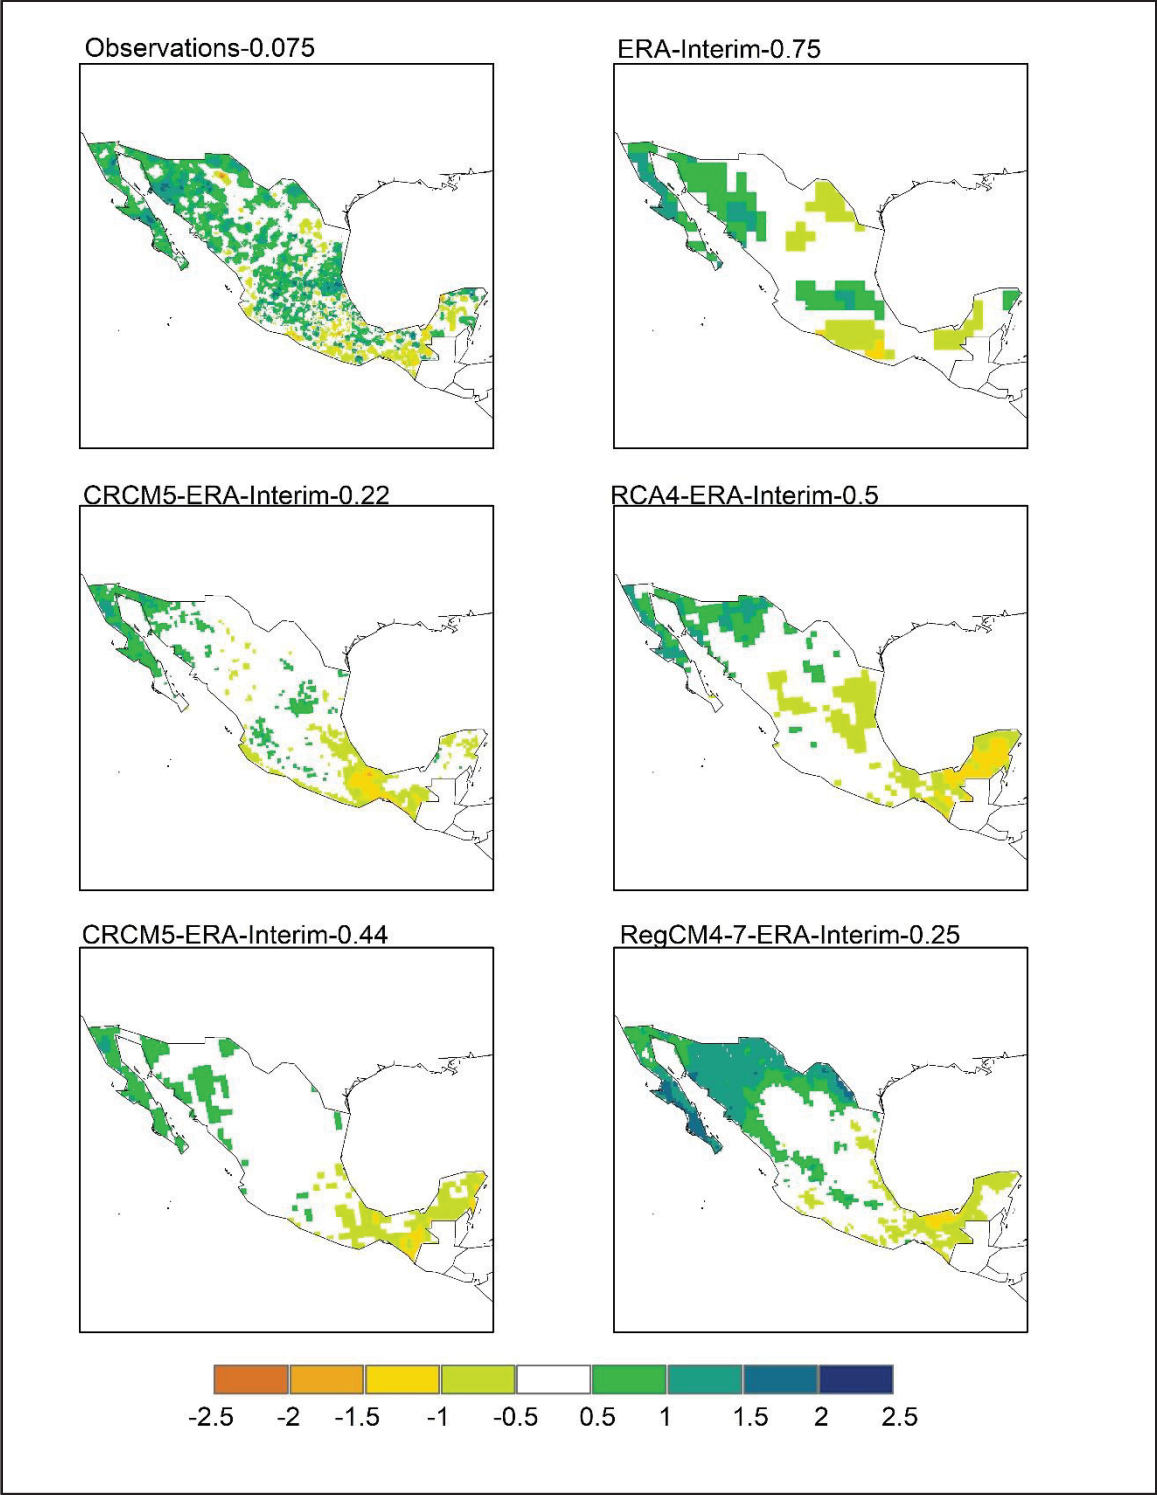 Observations-0.075
ERA-Interim-0.75
CRCM5-ERA-Interim-0.22
RCA4-ERA-Interim-0.5
CRCM5-ERA-Interim-0.44
RegCM4-7-ERA-Interim-0.25
-2.5 -2 -1.5 -1 -0.5 0.5 1 1.5 2 2.5